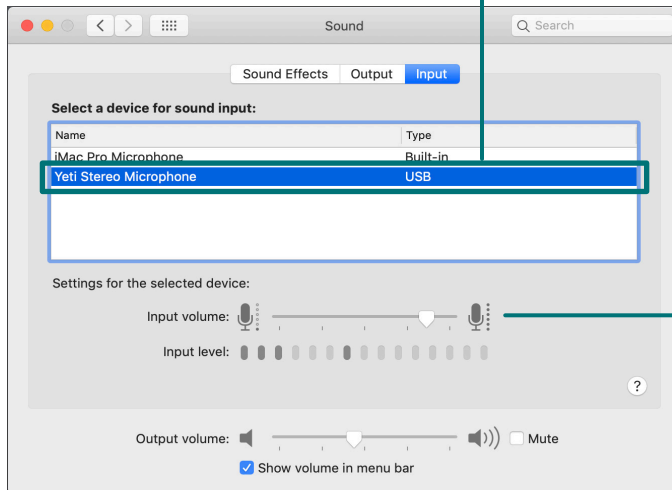 Sound
Search
Sound Effects Output Input
Select a device for sound input:
Name Type
iMac Pro Microphone Built-in
Yeti Stereo Microphone USB
Settings for the selected device:
Input volume:
Input level:
?
Output volume: Mute
Show volume in menu bar